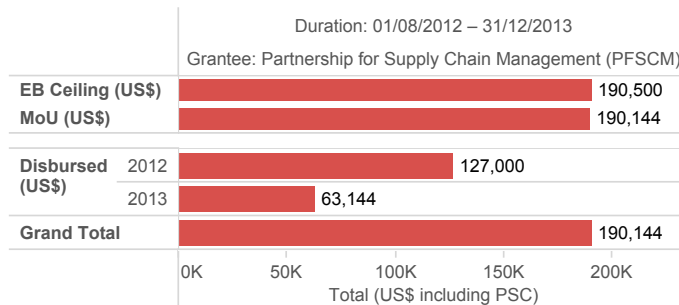 Duration: 01/08/2012 – 31/12/2013
Grantee: Partnership for Supply Chain Management (PFSCM)
EB Ceiling (US$) 190,500
MoU (US$) 190,144
Disbursed (US$) 2012 127,000
2013 63,144
Grand Total 190,144
0K 50K 100K 150K 200K
Total (US$ including PSC)